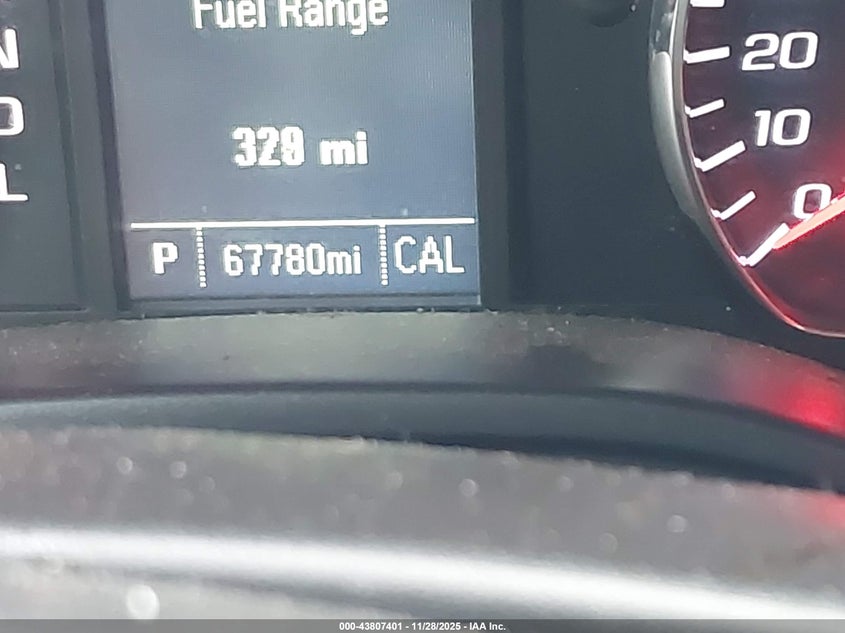 Fuel Range
N
20
D
10
329 mi
L
0
P 67780mi CAL
000-43807401 - 11/28/2025 - IAA Inc.